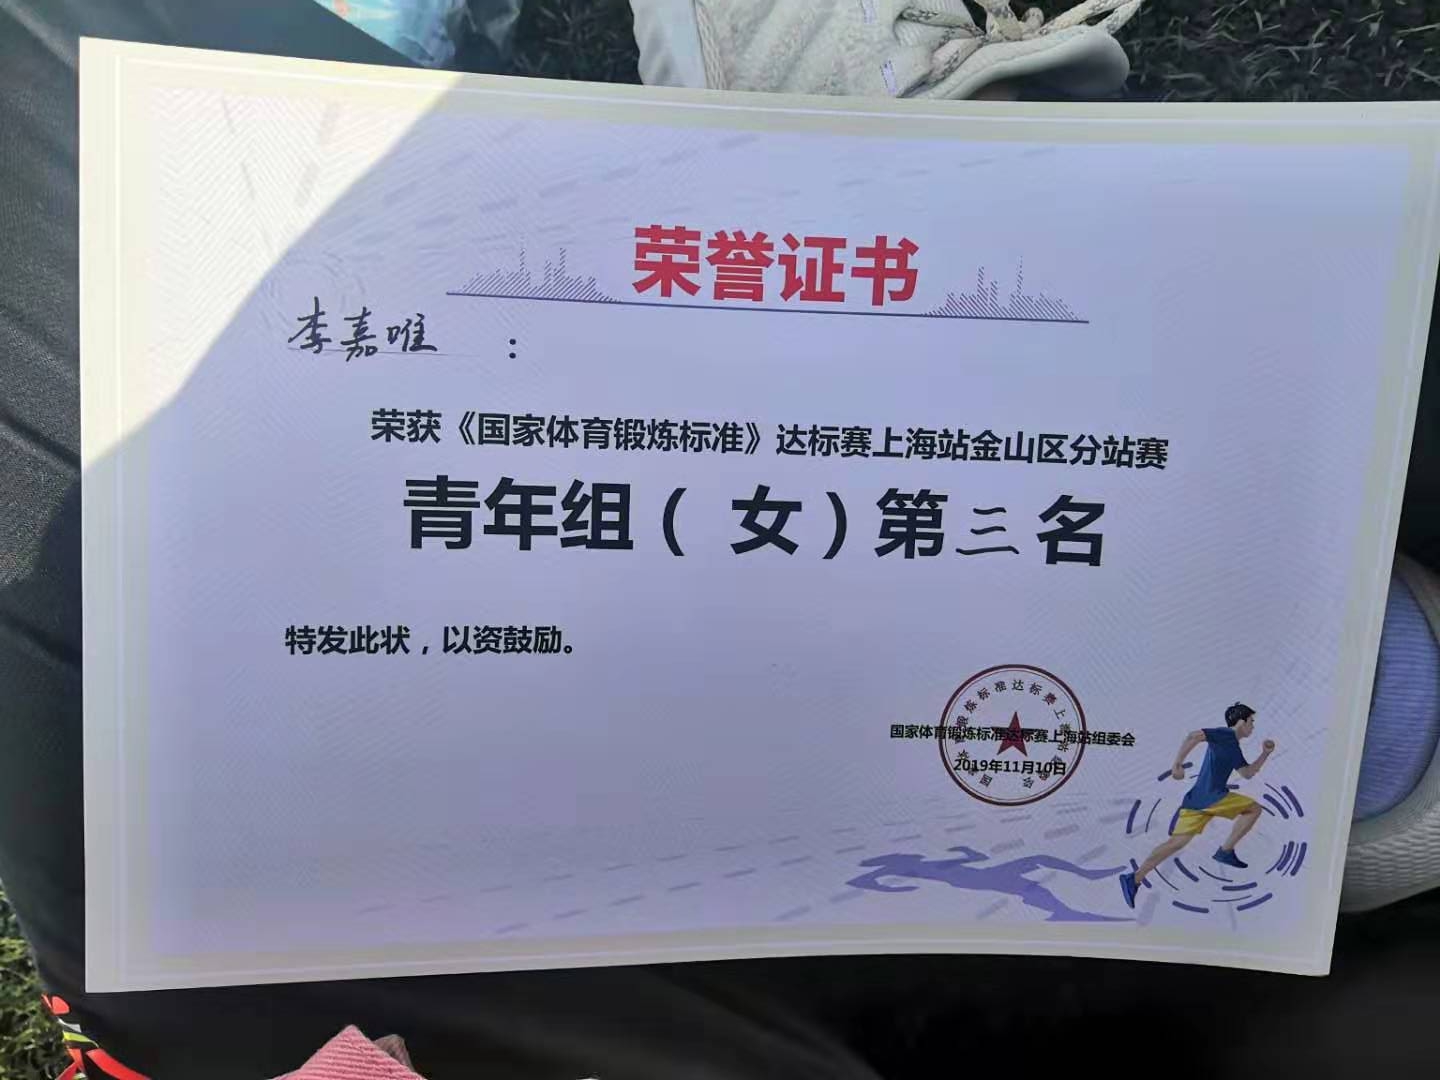 荣誉证书
李嘉唯 ：
荣获《国家体育锻炼标准》达标赛上海站金山区分站赛
青年组（ 女）第三名
特发此状，以资鼓励。
国家体育锻炼标准达标赛上海站组委会
2019年11月10日